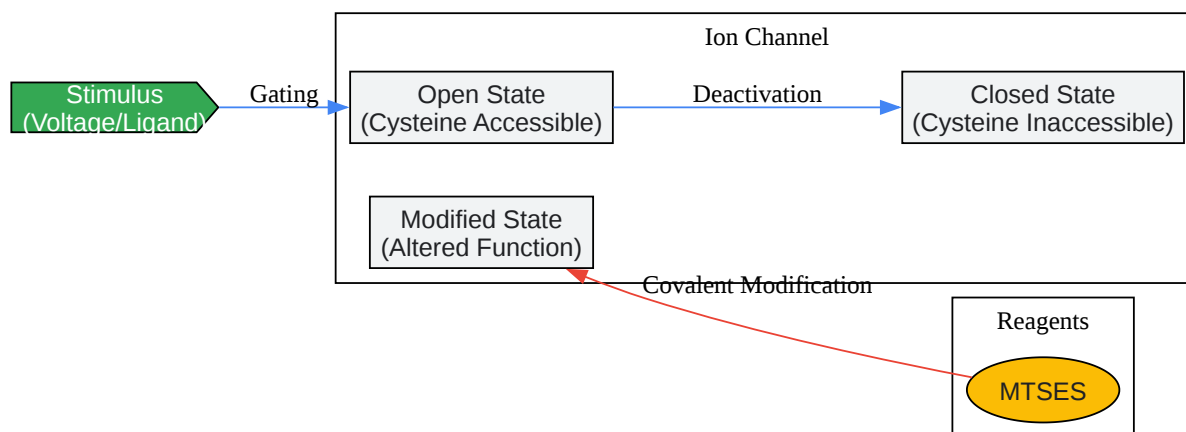 Ion Channel
Stimulus
(Voltage/Ligand)
Gating
Open State
(Cysteine Accessible)
Deactivation
Closed State
(Cysteine Inaccessible)
Modified State
(Altered Function)
Covalent Modification
Reagents
MTSES